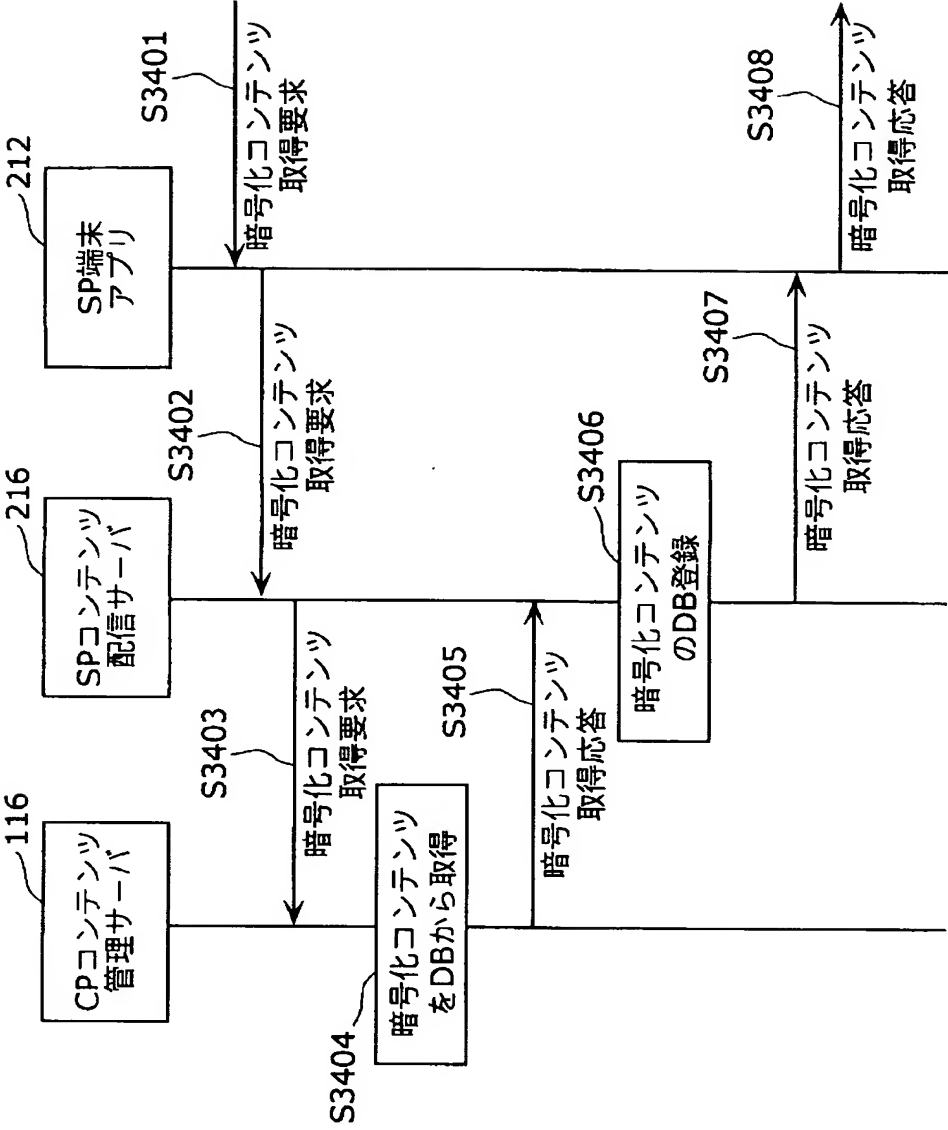 116
CPコンテンツ
管理サーバ
216
SPコンテンツ
配信サーバ
212
SP端末
アプリ
S3401
暗号化コンテンツ
取得要求
S3402
暗号化コンテンツ
取得要求
S3403
暗号化コンテンツ
取得要求
S3404
暗号化コンテンツ
をDBから取得
S3405
暗号化コンテンツ
取得応答
S3406
暗号化コンテンツ
のDB登録
S3407
暗号化コンテンツ
取得応答
S3408
暗号化コンテンツ
取得応答